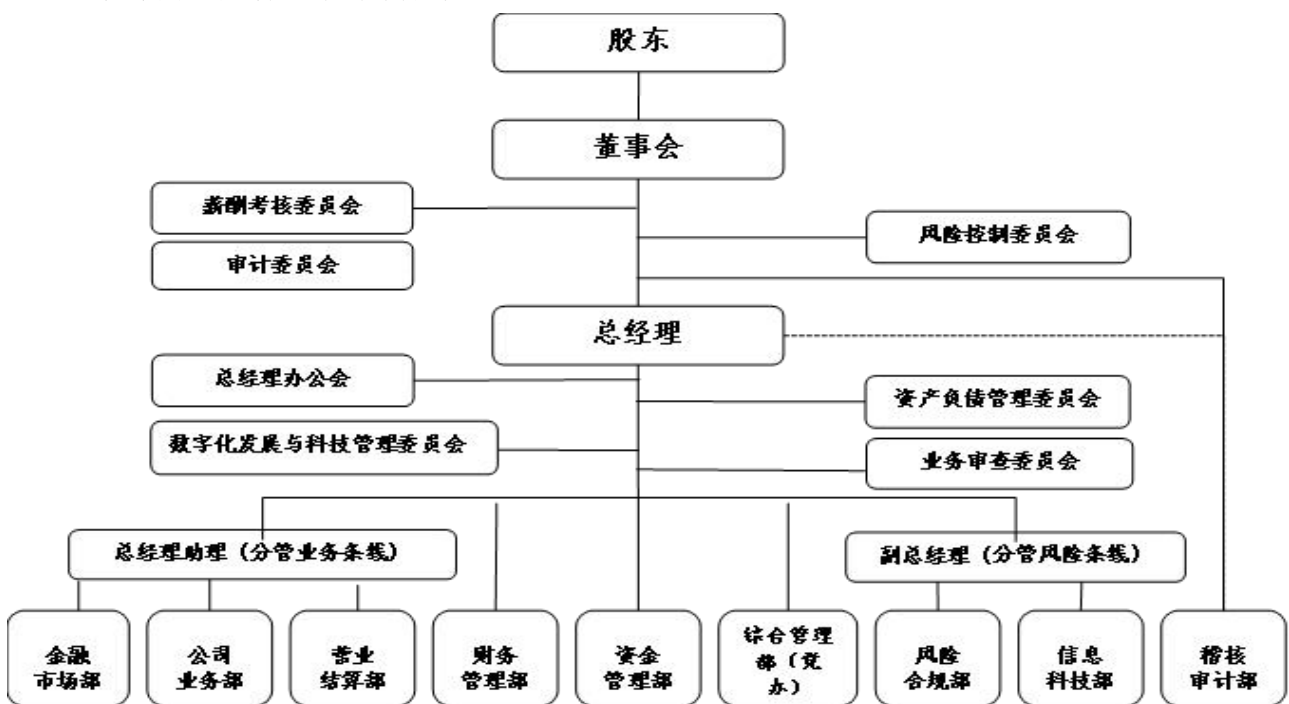 股东
董事会
薪酬考核委员会
风险控制委员会
审计委员会
总经理
总经理办公会
资产负债管理委员会
数字化发展与科技管理委员会
业务审查委员会
总经理助理（分管业务条线）
副总经理（分管风险条线）
金融
市场部
公司
业务部
营业
结算部
财务
管理部
资金
管理部
综合管理
部（党
办）
风险
合规部
信息
科技部
稽核
审计部